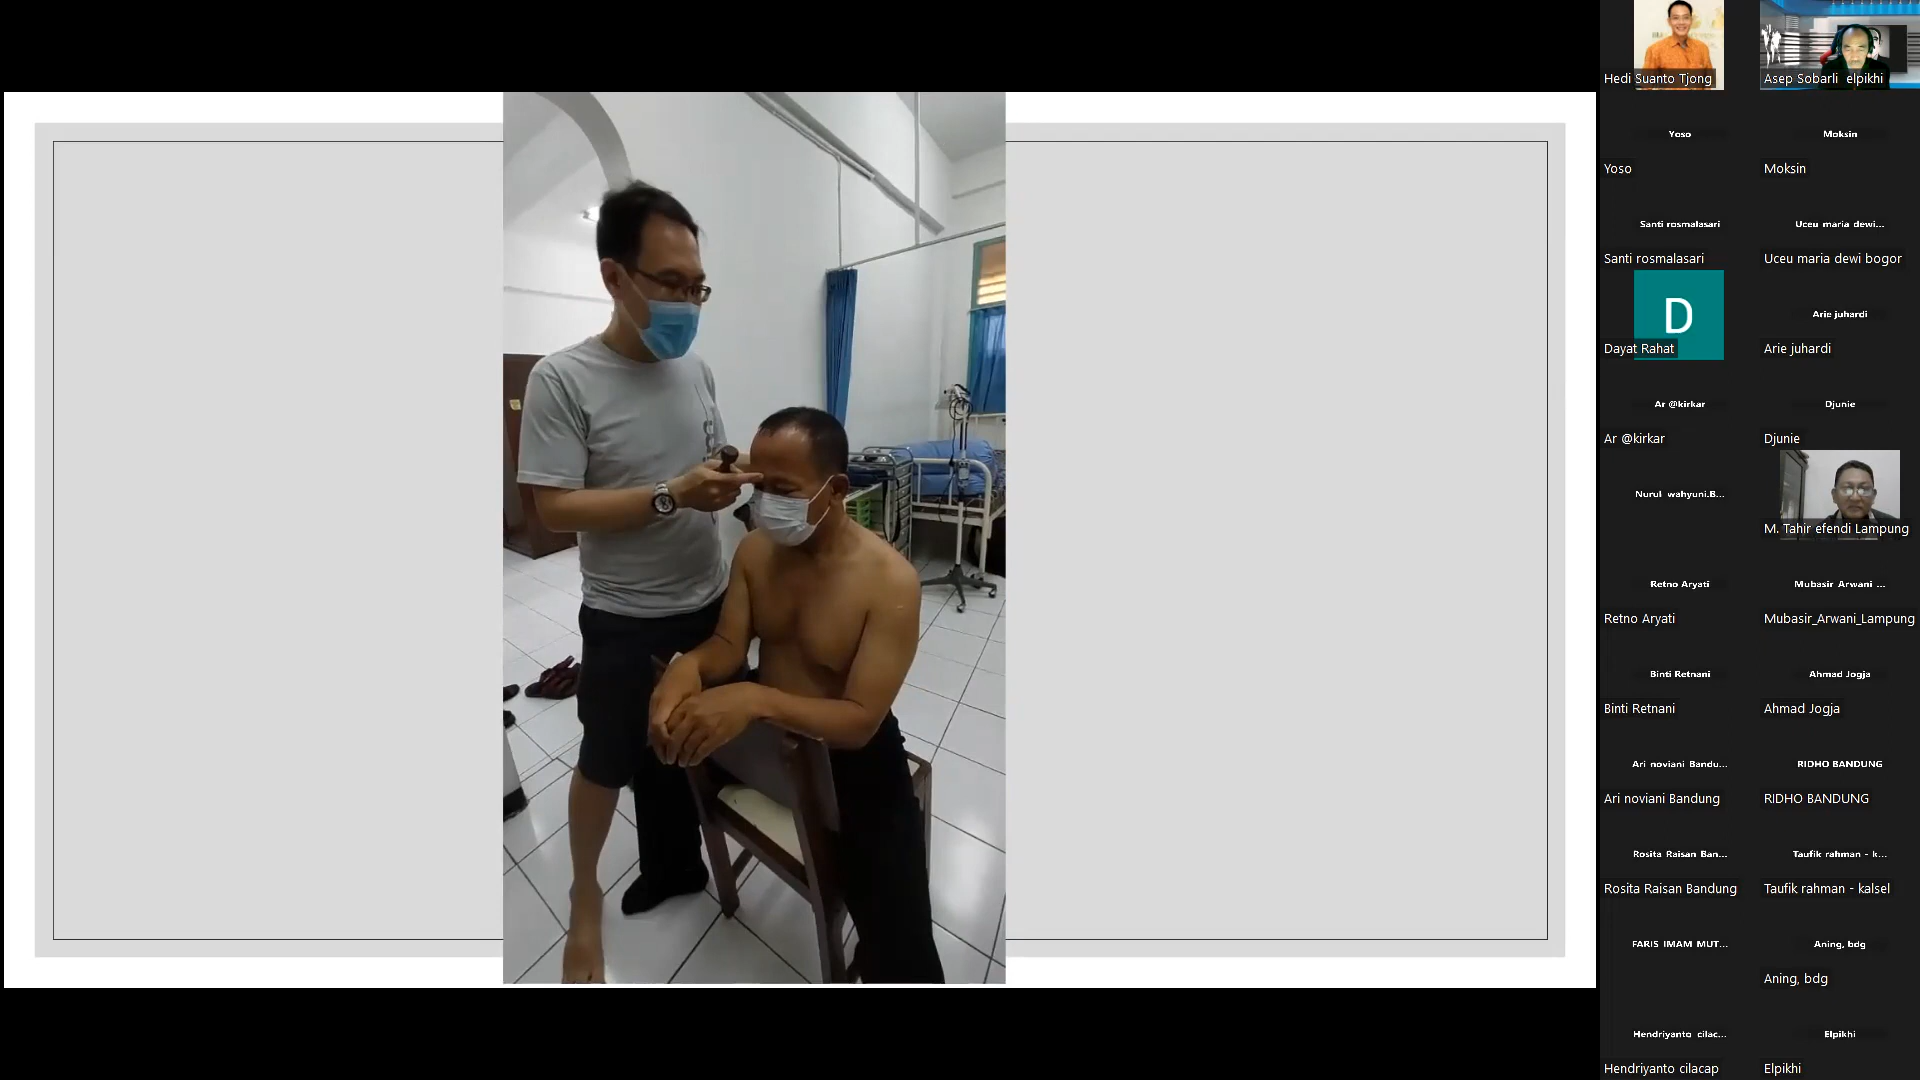 Hedi Suanto Tjong
Asep Sobarli elpikhi
Yoso
Moksin
Yoso
Moksin
Santi rosmalasari
Uceu maria dewi...
Santi rosmalasari
Uceu maria dewi bogor
D
Arie juhardi
Dayat Rahat
Arie juhardi
Ar @kirkar
Djunie
Ar @kirkar
Djunie
Nurul wahyuni.B...
M. Tahir efendi Lampung
Retno Aryati
Mubasir Arwani ...
Retno Aryati
Mubasir_Arwani_Lampung
Binti Retnani
Ahmad Jogja
Binti Retnani
Ahmad Jogja
Ari noviani Bandu...
RIDHO BANDUNG
Ari noviani Bandung
RIDHO BANDUNG
Rosita Raisan Ban...
Taufik rahman - k...
Rosita Raisan Bandung
Taufik rahman - kalsel
FARIS IMAM MUT...
Aning, bdg
Aning, bdg
Hendriyanto cilac...
Elpikhi
Hendriyanto cilacap
Elpikhi